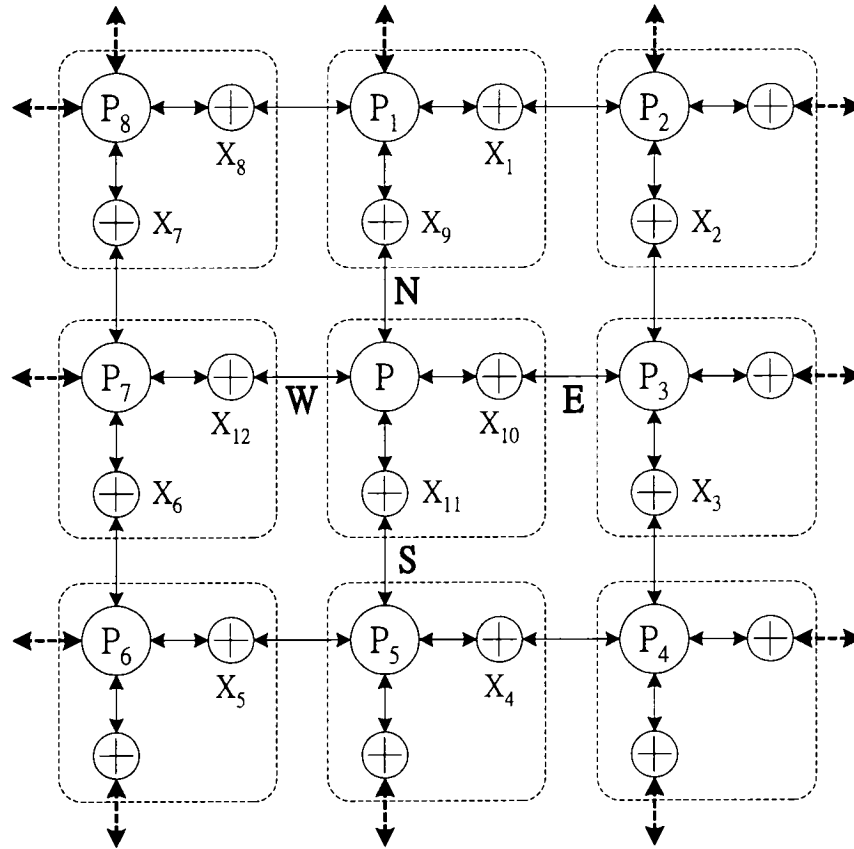 P₈ P₁ P₂
X₈ X₁
X₇ X₉ X₂
N
P₇ P P₃
W E
X₁₂ X₁₀
X₆ X₁₁ X₃
S
P₆ P₅ P₄
X₅ X₄